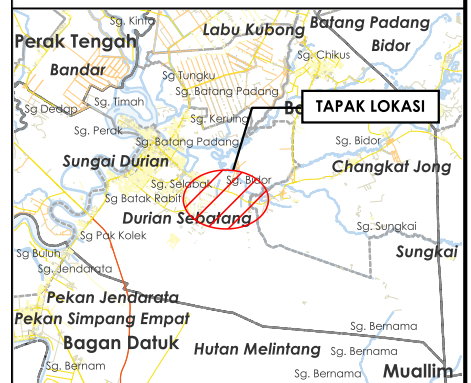 Sg. Kinta
Batang Padang
Labu Kubong
Perak Tengah
Bidor
Sg. Chikus
Bandar
Sg Tungku
Sg. Batang Padang
Sg. Timah
Sg Dedap
TAPAK LOKASI
Sg. Keruing
Sg. Perak
Sg. Batang Padang
Sg. Bidor
Sungai Durian
Changkat Jong
Sg. Selabak
Sg. Bidor
Sg Batak Rabit
Durian Sebatang
Sg. Sungkai
Sg Pak Kolek
Sungkai
Sg Buluh
Sg. Jendarata
Pekan Jendarata
Pekan Simpang Empat
Sg. Bernama
Bagan Datuk
Hutan Melintang
Sg. Bernama
Sg. Bernam
Sg. Bernama
Muallim